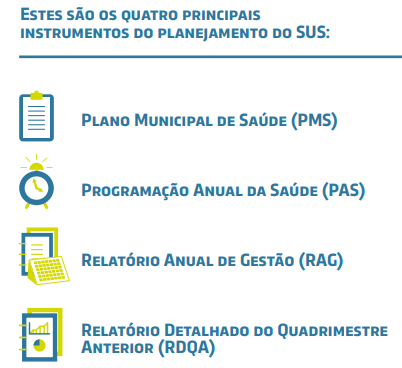 Estes são os quatro principais
instrumentos do planejamento do SUS:
Plano Municipal de Saúde (PMS)
Programação Anual da Saúde (PAS)
Relatório Anual de Gestão (RAG)
Relatório Detalhado do Quadrimestre
Anterior (RDQA)